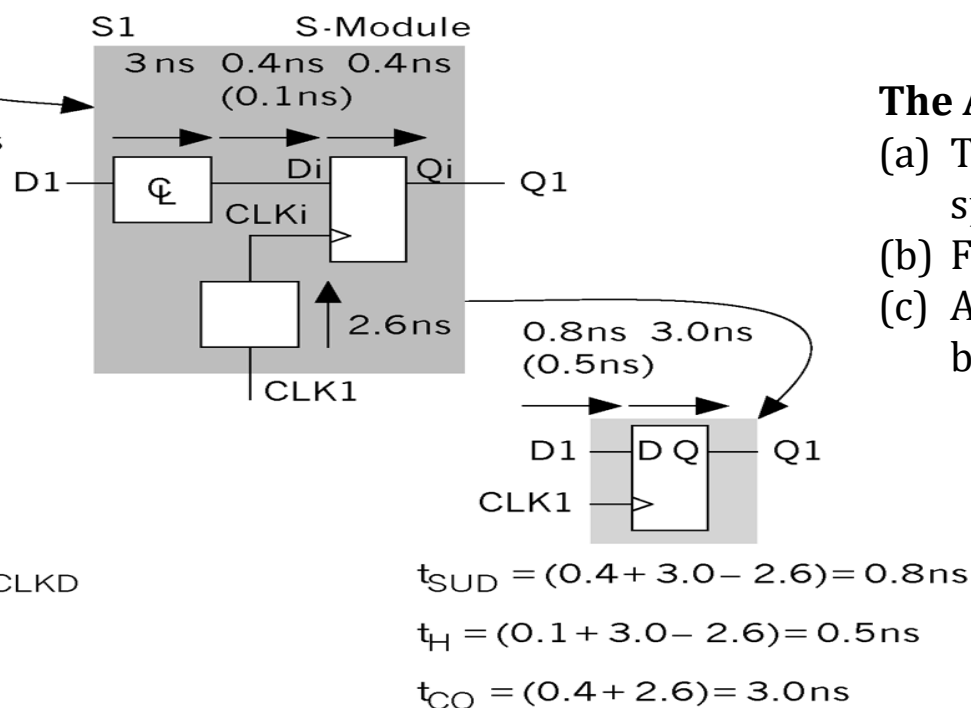 S1 S-Module
3ns 0.4ns 0.4ns
(0.1ns)
s
D1 CL Di Qi Q1
CLKi
2.6ns
CLK1
The A
(a) T
sp
(b) F
(c) A
b
0.8ns 3.0ns
(0.5ns)
D1 D Q Q1
CLK1
CLKD
tSUD = (0.4+ 3.0– 2.6)= 0.8ns
tH = (0.1+ 3.0– 2.6)= 0.5ns
tCO = (0.4+ 2.6)= 3.0ns